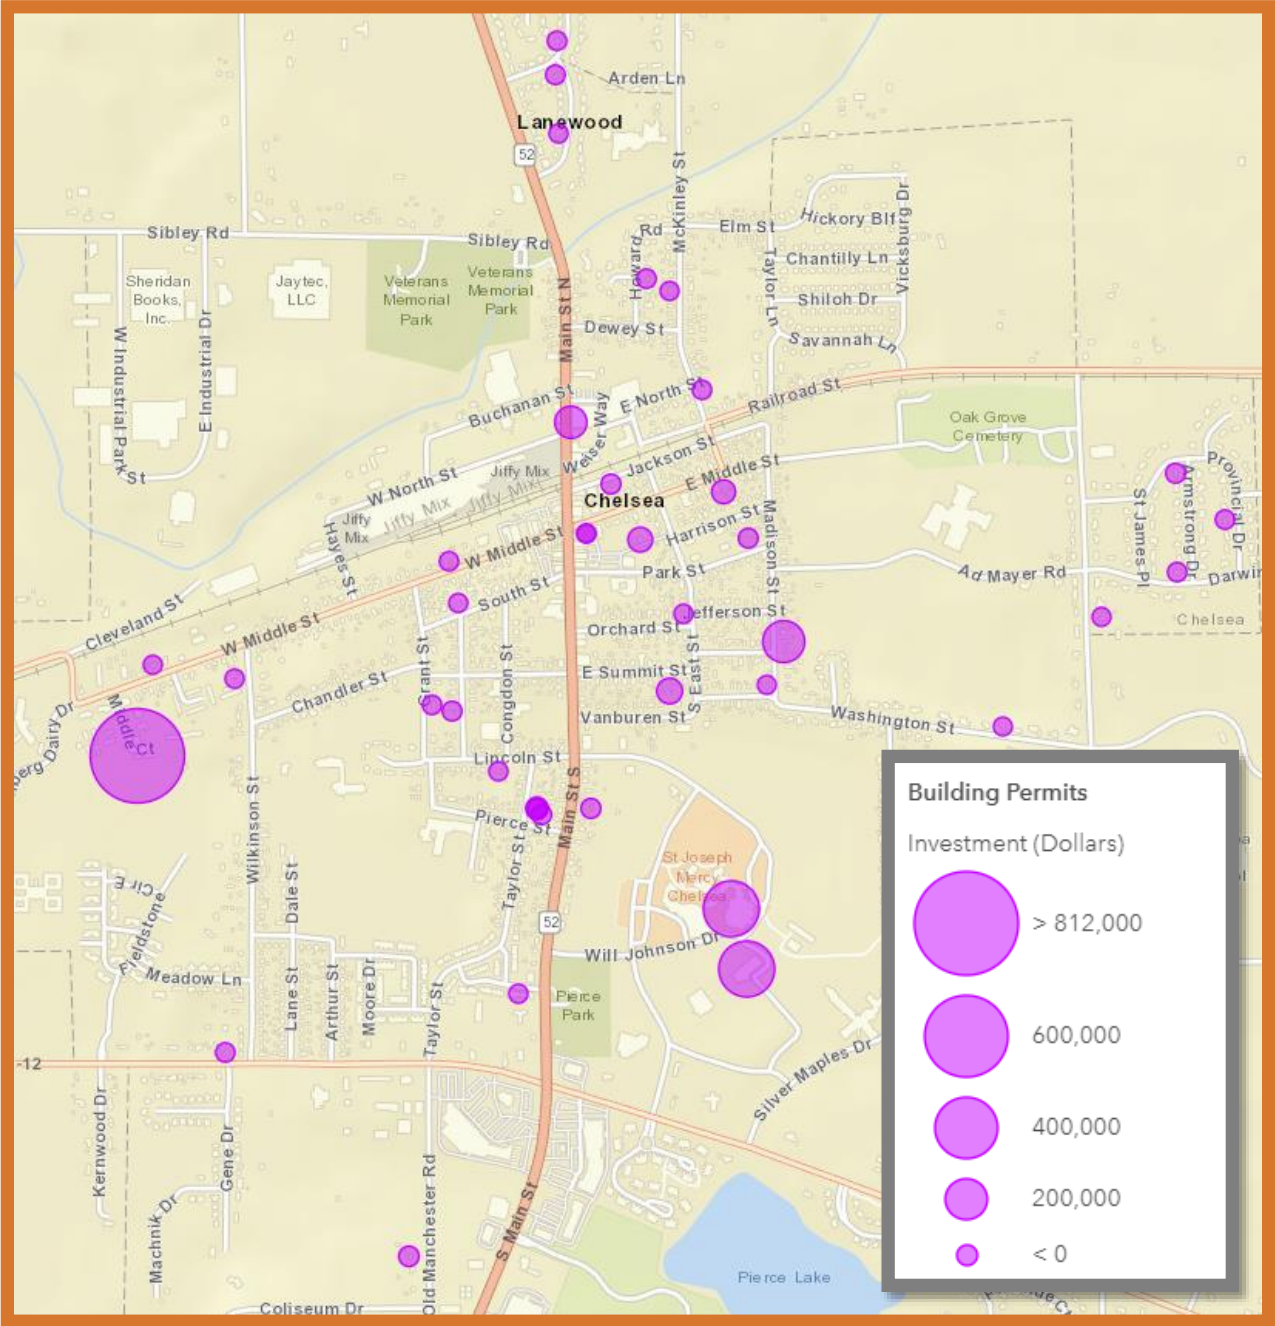 Arden Ln
Lanewood
52
McKinley St
Hickory Blf
Vicksburg Dr
Rd
Elm St
Sibley Rd
Sibley Rd
Howard
Taylor Ln
Chantilly Ln
Sheridan
Books,
Inc.
Jaytec,
LLC
Veterans
Memorial
Park
Veterans
Memorial
Park
Main St N
Shiloh Dr
Dewey St
Savannah Ln
W Industrial Park St
E Industrial Dr
Buchanan St
E North St
Railroad St
Weiser Way
Oak Grove
Cemetery
Jackson St
Jiffy Mix
W North St
Jiffy Mix
Jiffy Mix
E Middle St
Provincial Dr
Chelsea
Jiffy
Mix
Harrison St
Madison St
St James Pl
Armstrong Dr
Hayes St
W Middle St
Park St
Ad Mayer Rd
Darwin
South St
Cleveland St
Jefferson St
Chelsea
W Middle St
Orchard St
Grant St
Congdon St
E Summit St
S East St
Chandler St
Middle Ct
Vanburen St
Washington St
berg Dairy Dr
Lincoln St
Wilkinson St
Main St S
Pierce St
Building Permits
Investment (Dollars)
> 812,000
600,000
400,000
200,000
< 0
St Joseph
Mercy
Chelsea
Cir E
Dale St
Taylor St
Fieldstone
52
Will Johnson Dr
Meadow Ln
Lane St
Arthur St
Moore Dr
Taylor St
Pierce
Park
-12
Silver Maples Dr
Kernwood Dr
Gene Dr
Machnik Dr
Old Manchester Rd
S Main St
Pierce Lake
Coliseum Dr